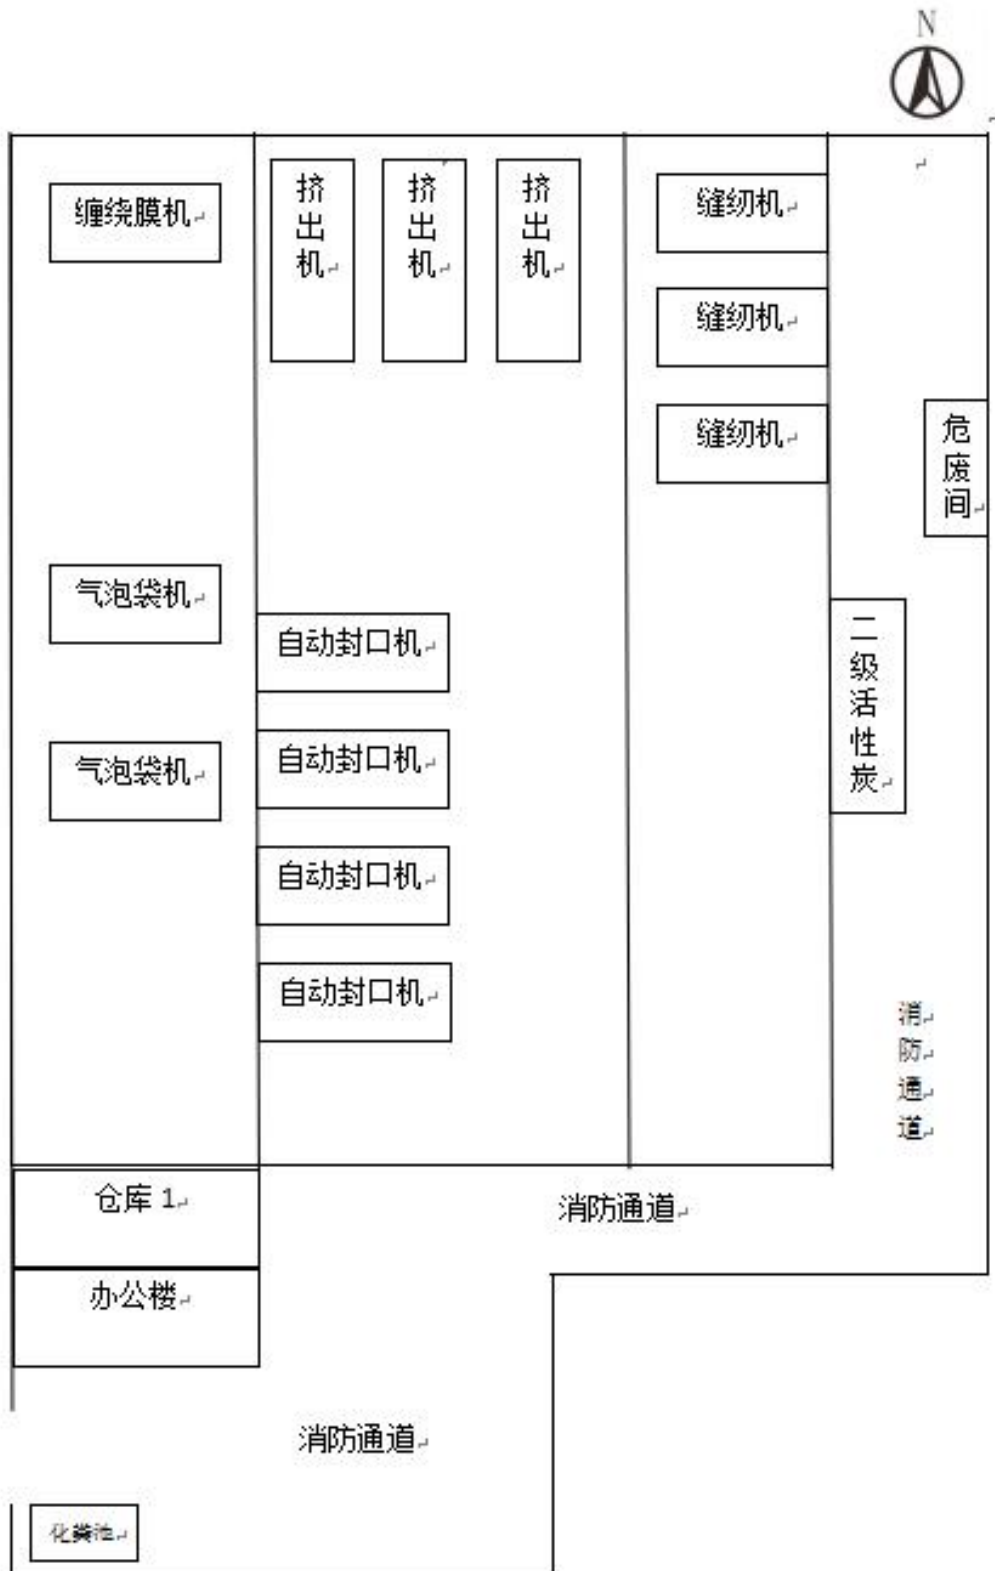 N
缠绕膜机
挤出机
挤出机
挤出机
缝纫机
缝纫机
缝纫机
危废间
气泡袋机
气泡袋机
自动封口机
自动封口机
自动封口机
自动封口机
二级活性炭
消防通道
仓库 1
消防通道
办公楼
消防通道
化粪池